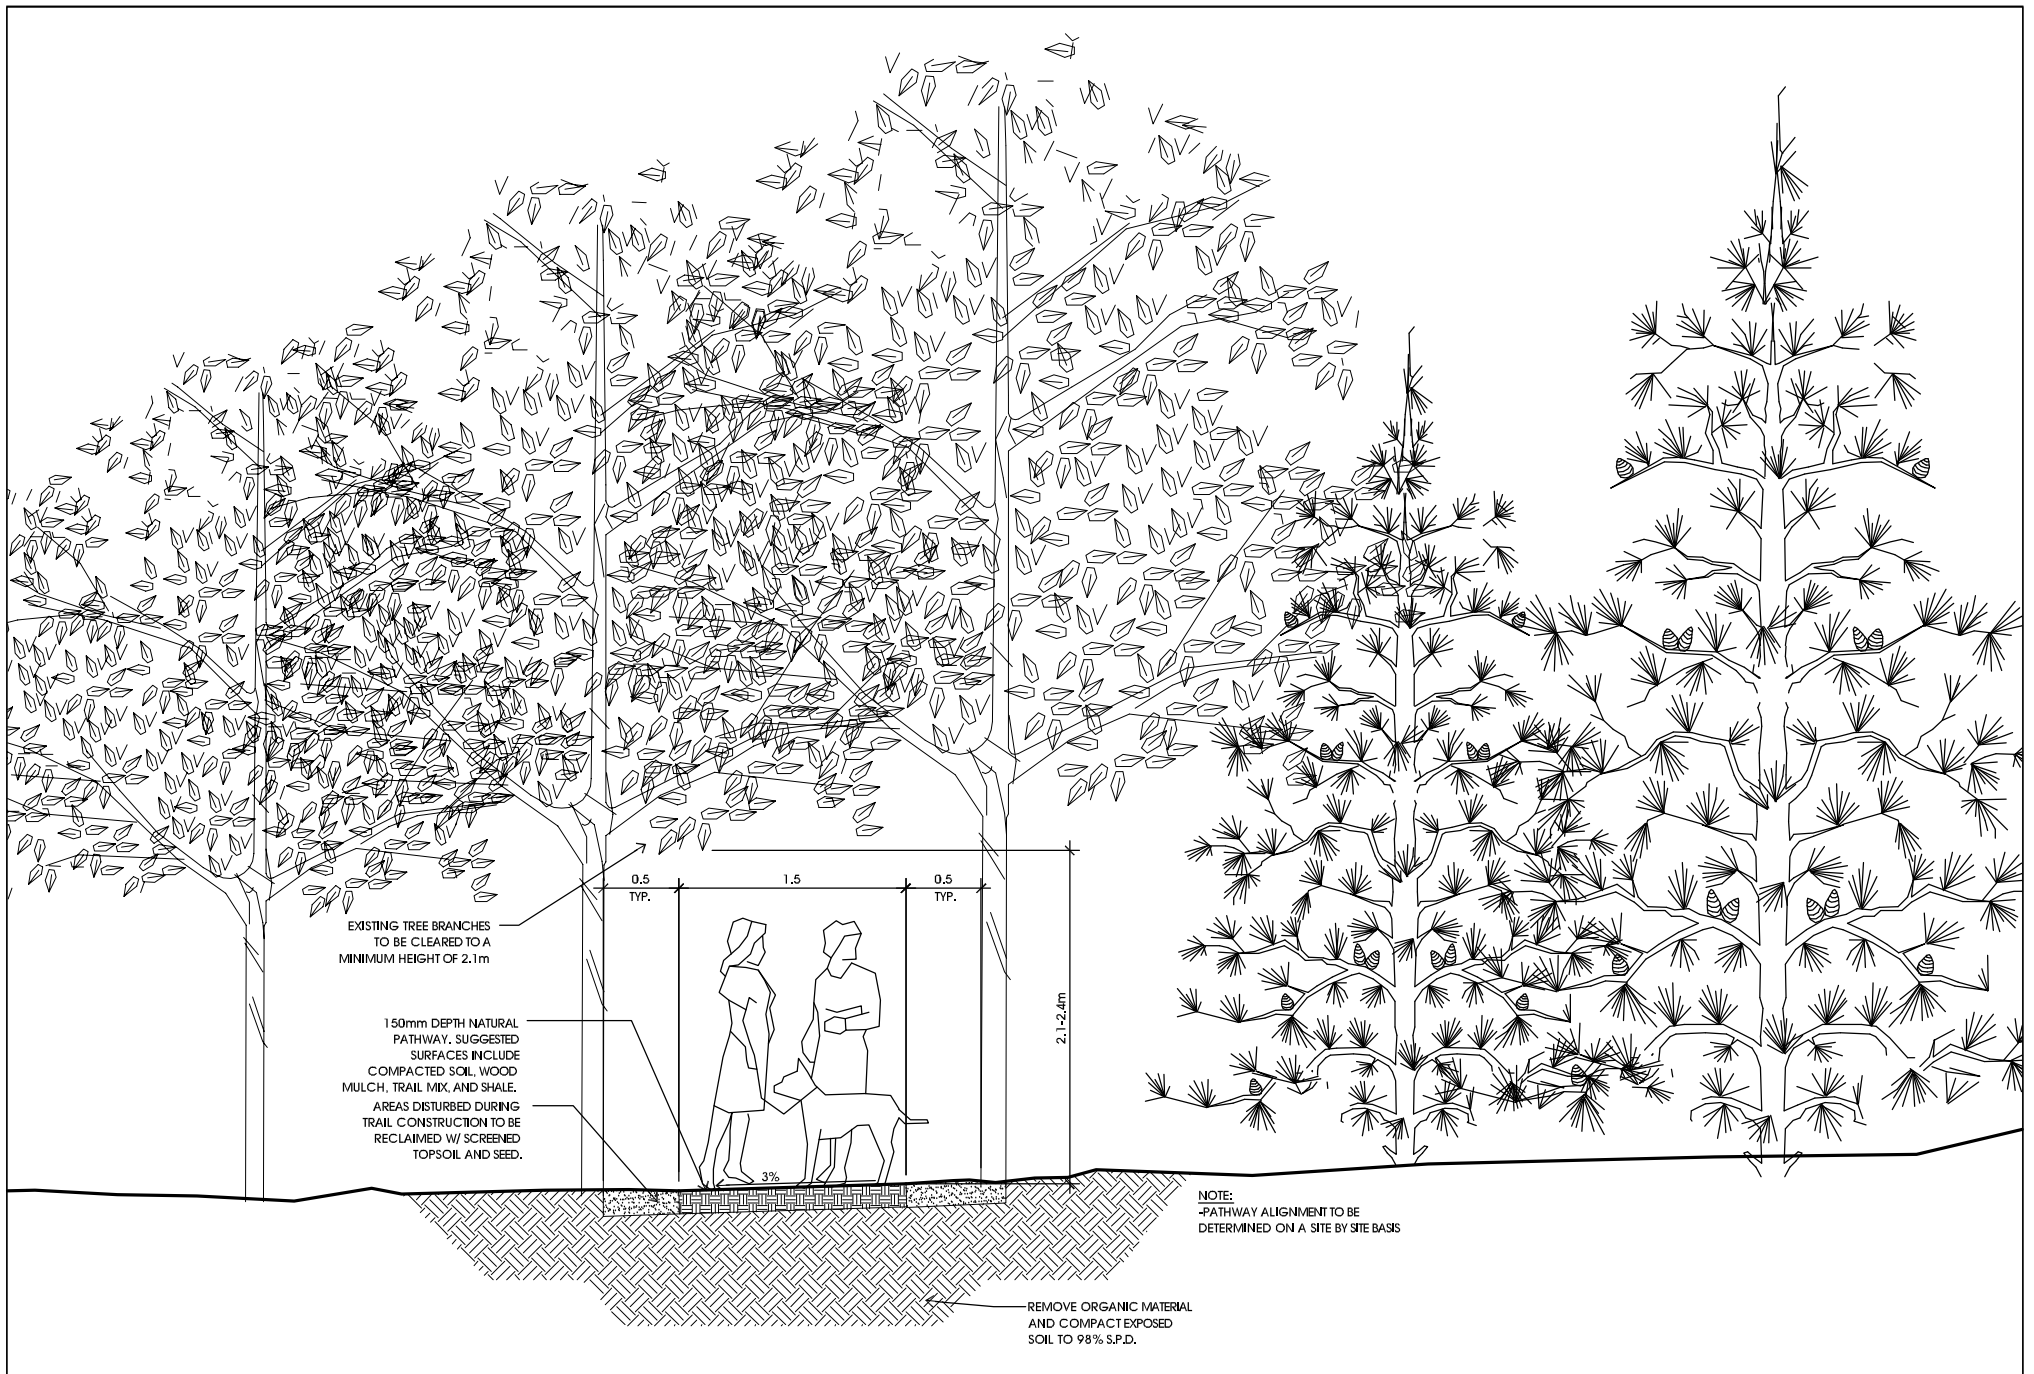 0.5
TYP.
1.5
0.5
TYP.
EXISTING TREE BRANCHES
TO BE CLEARED TO A
MINIMUM HEIGHT OF 2.1m
2.1-2.4m
150mm DEPTH NATURAL
PATHWAY. SUGGESTED
SURFACES INCLUDE
COMPACTED SOIL, WOOD
MULCH, TRAIL MIX, AND SHALE.
AREAS DISTURBED DURING
TRAIL CONSTRUCTION TO BE
RECLAIMED W/ SCREENED
TOPSOIL AND SEED.
3%
NOTE:
-PATHWAY ALIGNMENT TO BE
DETERMINED ON A SITE BY SITE BASIS
REMOVE ORGANIC MATERIAL
AND COMPACT EXPOSED
SOIL TO 98% S.P.D.